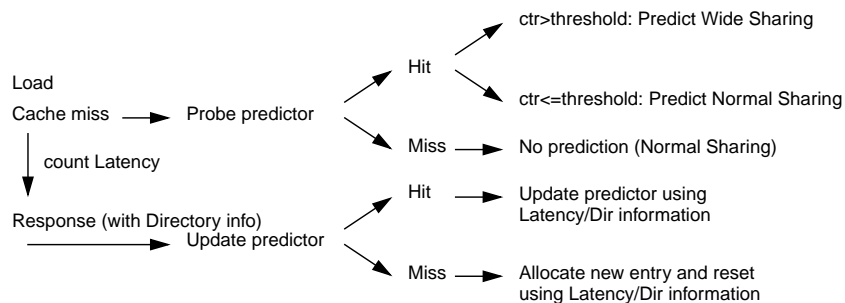 ctr>threshold: Predict Wide Sharing
Hit
Load
Cache miss
Probe predictor
ctr<=threshold: Predict Normal Sharing
Miss
No prediction (Normal Sharing)
count Latency
Hit
Update predictor using
Latency/Dir information
Response (with Directory info)
Update predictor
Miss
Allocate new entry and reset
using Latency/Dir information